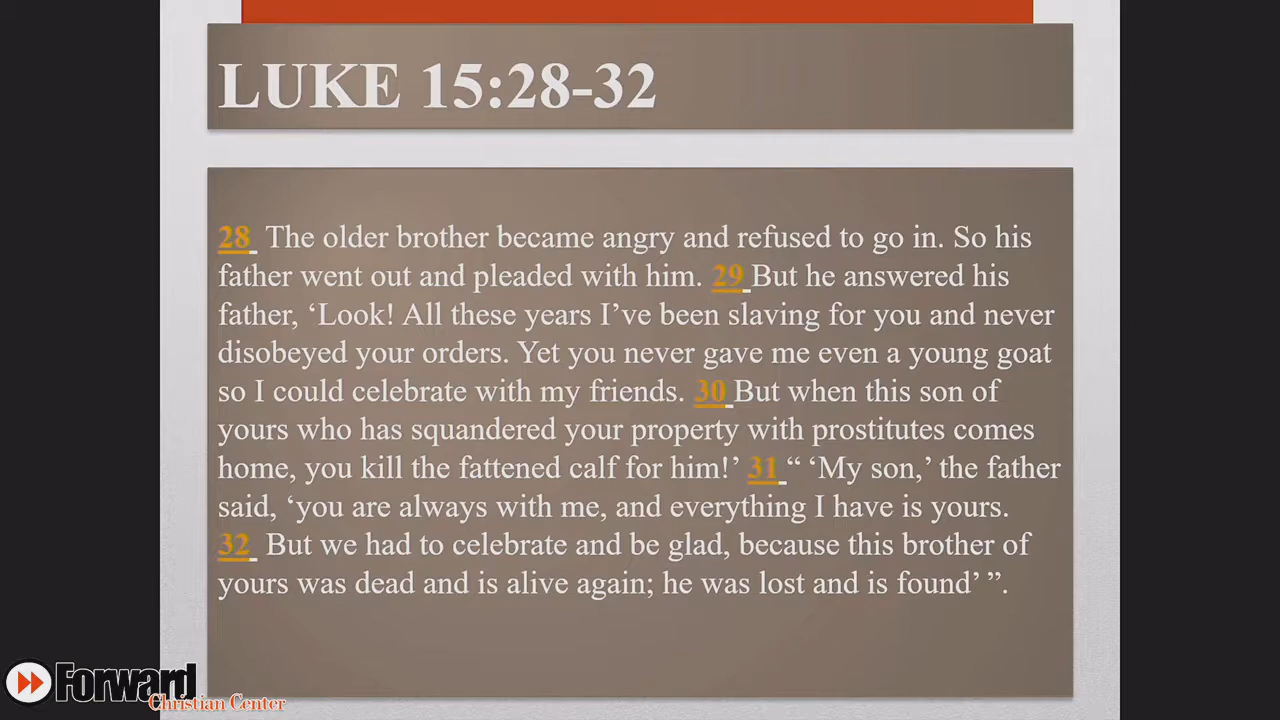 LUKE 15:28-32
28 The older brother became angry and refused to go in. So his
father went out and pleaded with him. 29 But he answered his
father, ‘Look! All these years I’ve been slaving for you and never
disobeyed your orders. Yet you never gave me even a young goat
so I could celebrate with my friends. 30 But when this son of
yours who has squandered your property with prostitutes comes
home, you kill the fattened calf for him!’ 31 “ ‘My son,’ the father
said, ‘you are always with me, and everything I have is yours.
32 But we had to celebrate and be glad, because this brother of
yours was dead and is alive again; he was lost and is found’ ”.
Forward
Christian Center